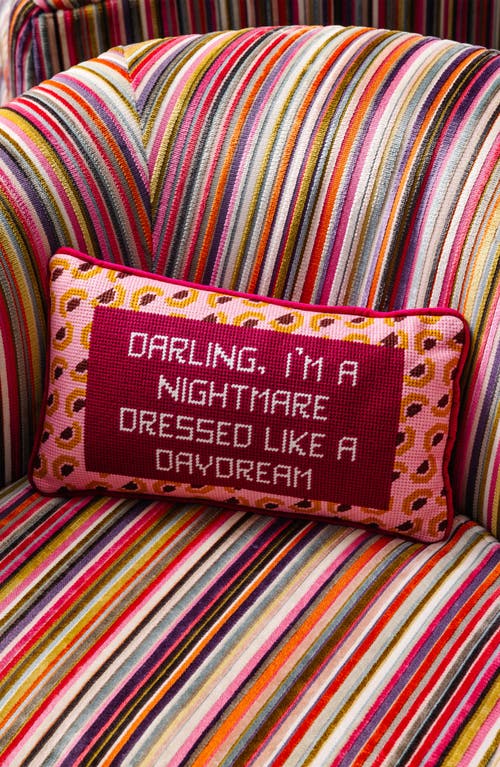 DARLING, I'M A
NIGHTMARE
DRESSED LIKE A
DAYDREAM